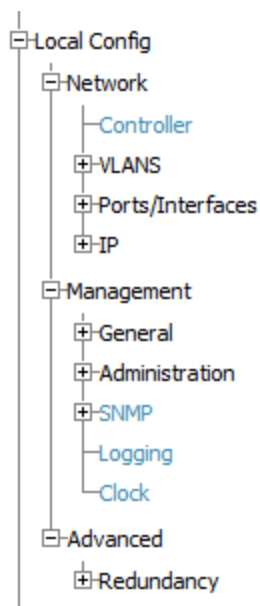 Local Config
Network
Controller
VLANS
Ports/Interfaces
IP
Management
General
Administration
SNMP
Logging
Clock
Advanced
Redundancy